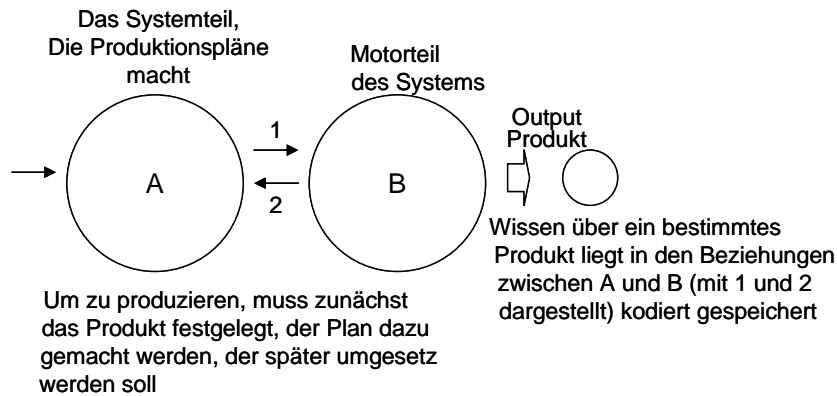 Das Systemteil,
Die Produktionspläne
macht
Motorteil
des Systems
Output
Produkt
1
A
B
2
Wissen über ein bestimmtes
Produkt liegt in den Beziehungen
zwischen A und B (mit 1 und 2
dargestellt) kodiert gespeichert
Um zu produzieren, muss zunächst
das Produkt festgelegt, der Plan dazu
gemacht werden, der später umgesetz
werden soll